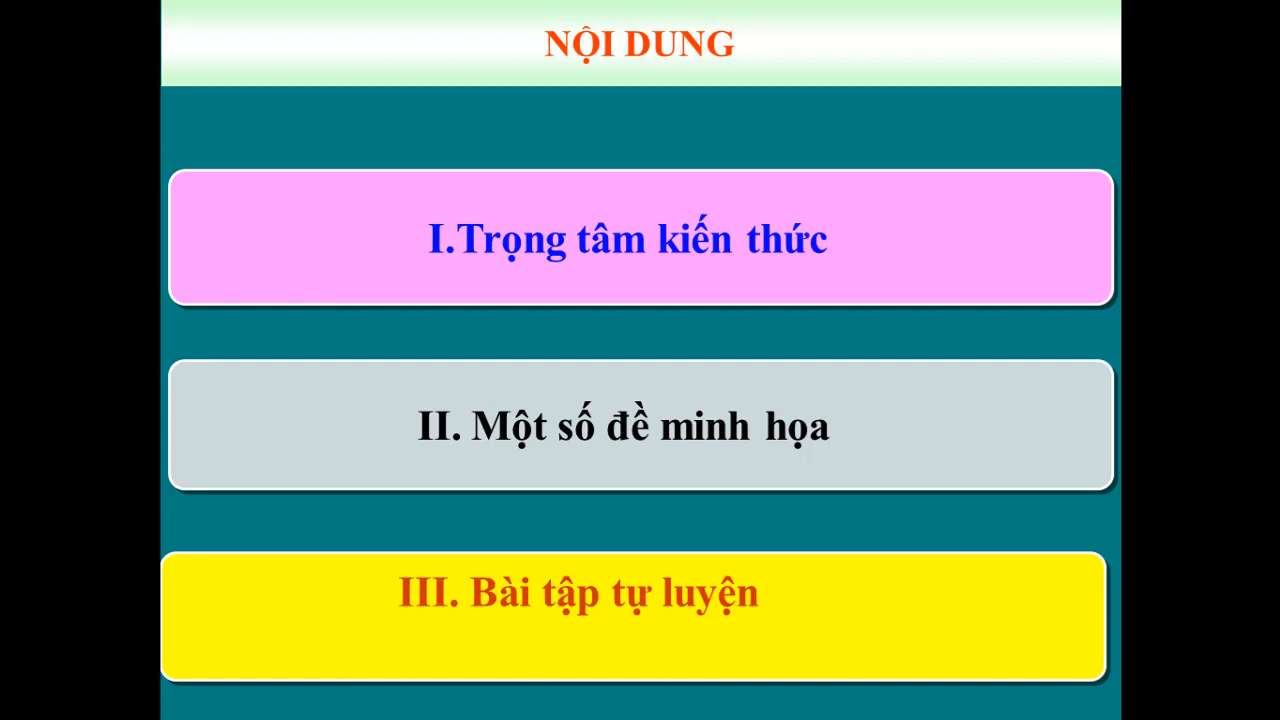 NỘI DUNG
I.Trọng tâm kiến thức
II. Một số đề minh họa
III. Bài tập tự luyện